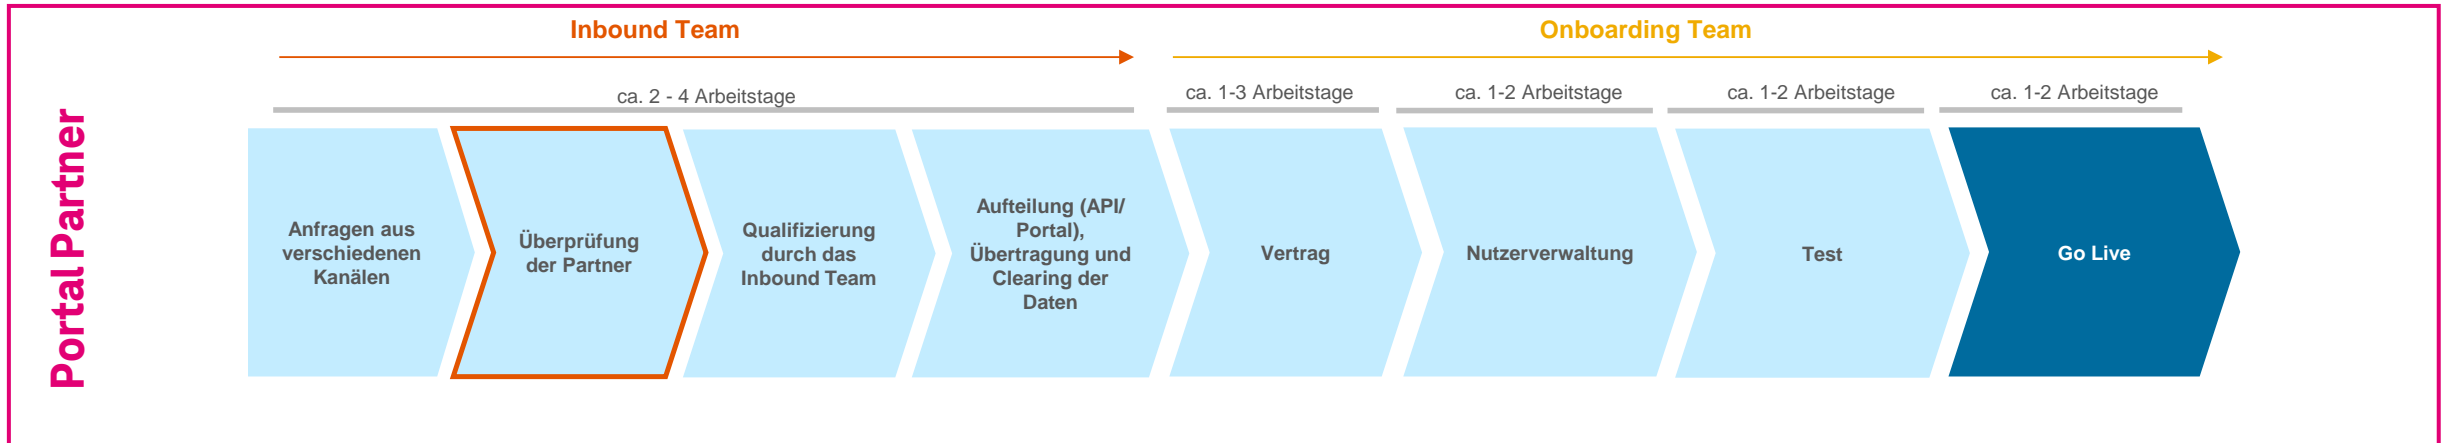 Portal Partner
Inbound Team
Onboarding Team
ca. 2 - 4 Arbeitstage
ca. 1-3 Arbeitstage
ca. 1-2 Arbeitstage
ca. 1-2 Arbeitstage
ca. 1-2 Arbeitstage
Anfragen aus
verschiedenen
Kanälen
Überprüfung
der Partner
Qualifizierung
durch das
Inbound Team
Aufteilung (API/
Portal),
Übertragung und
Clearing der
Daten
Vertrag
Nutzerverwaltung
Test
Go Live